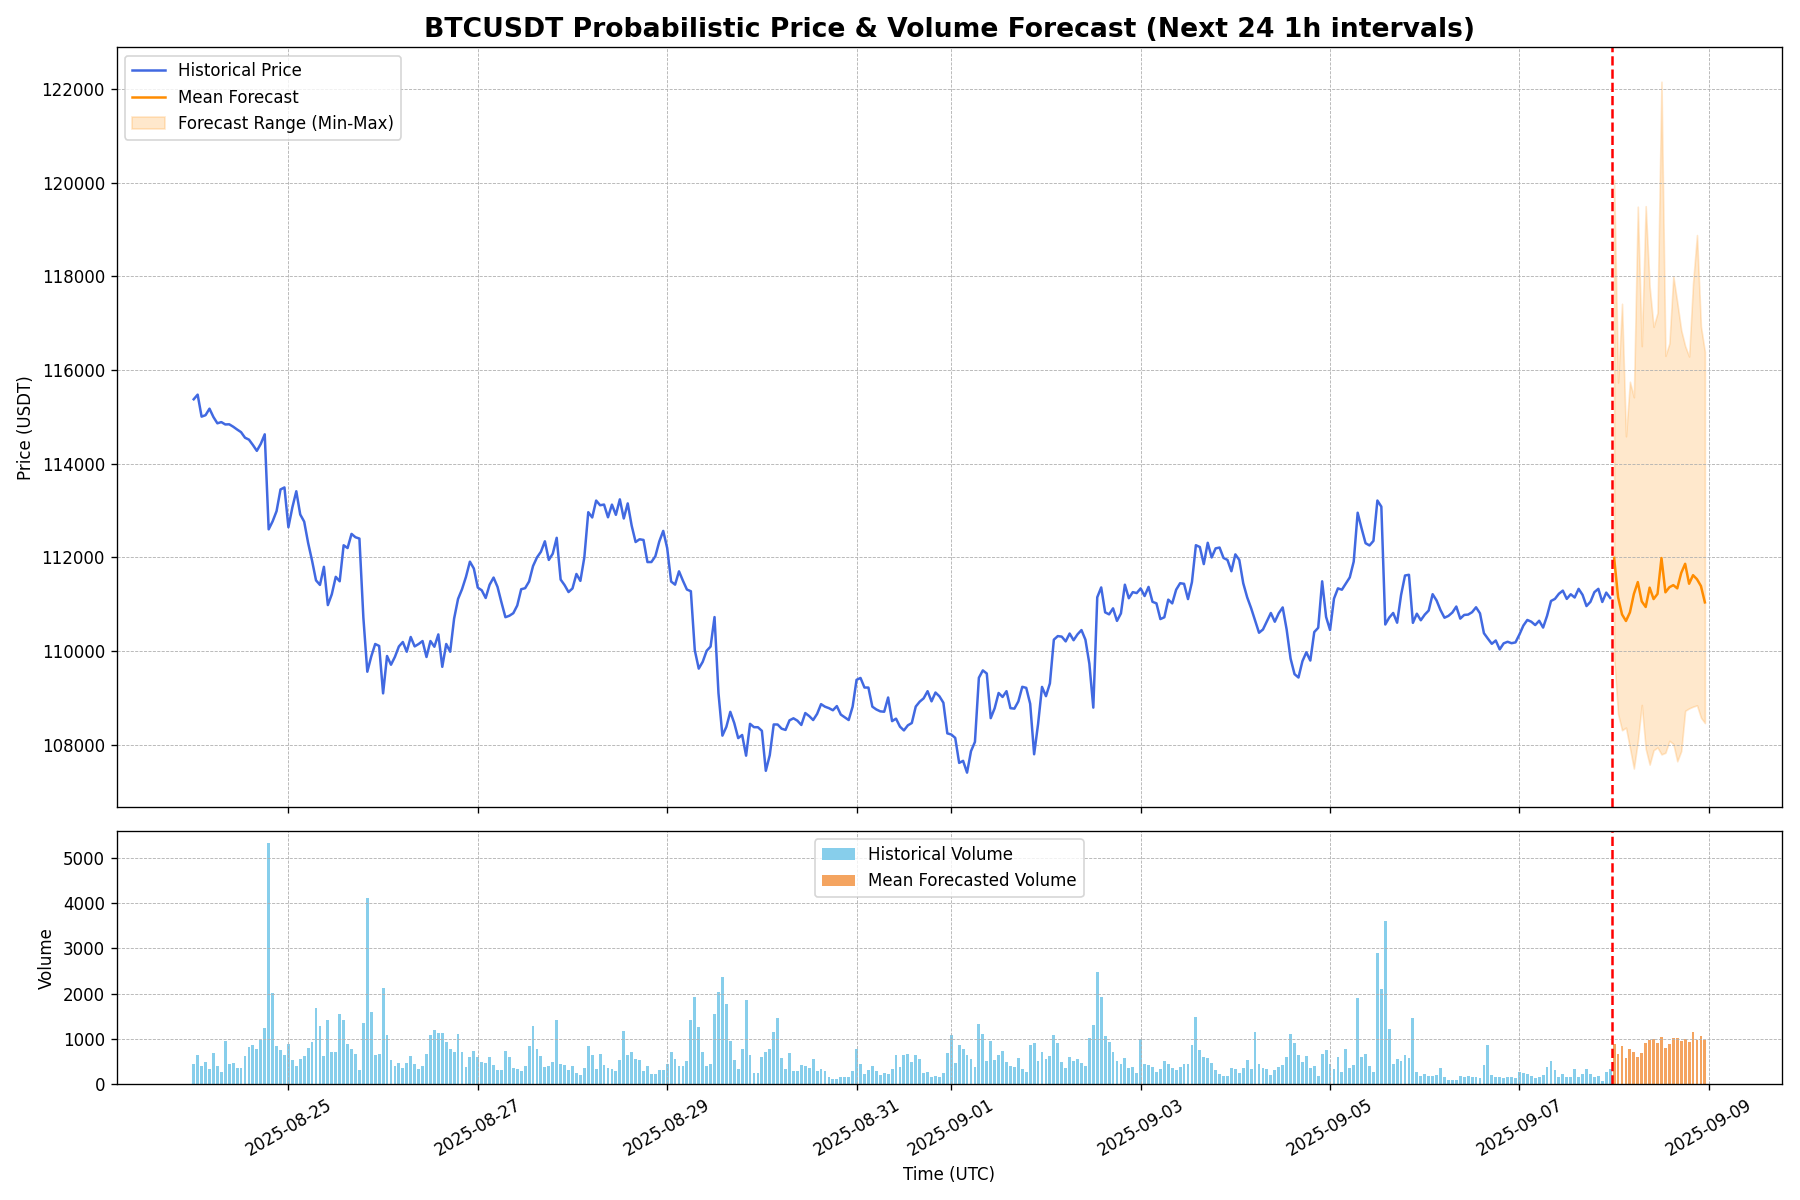 BTCUSDT Probabilistic Price & Volume Forecast (Next 24 1h intervals)
Historical Price
Mean Forecast
Forecast Range (Min-Max)
122000
120000
118000
116000
114000
112000
110000
108000
Price (USDT)
Historical Volume
Mean Forecasted Volume
5000
4000
3000
2000
1000
0
Volume
2025-08-25
2025-08-27
2025-08-29
2025-08-31
2025-09-01
2025-09-03
2025-09-05
2025-09-07
2025-09-09
Time (UTC)